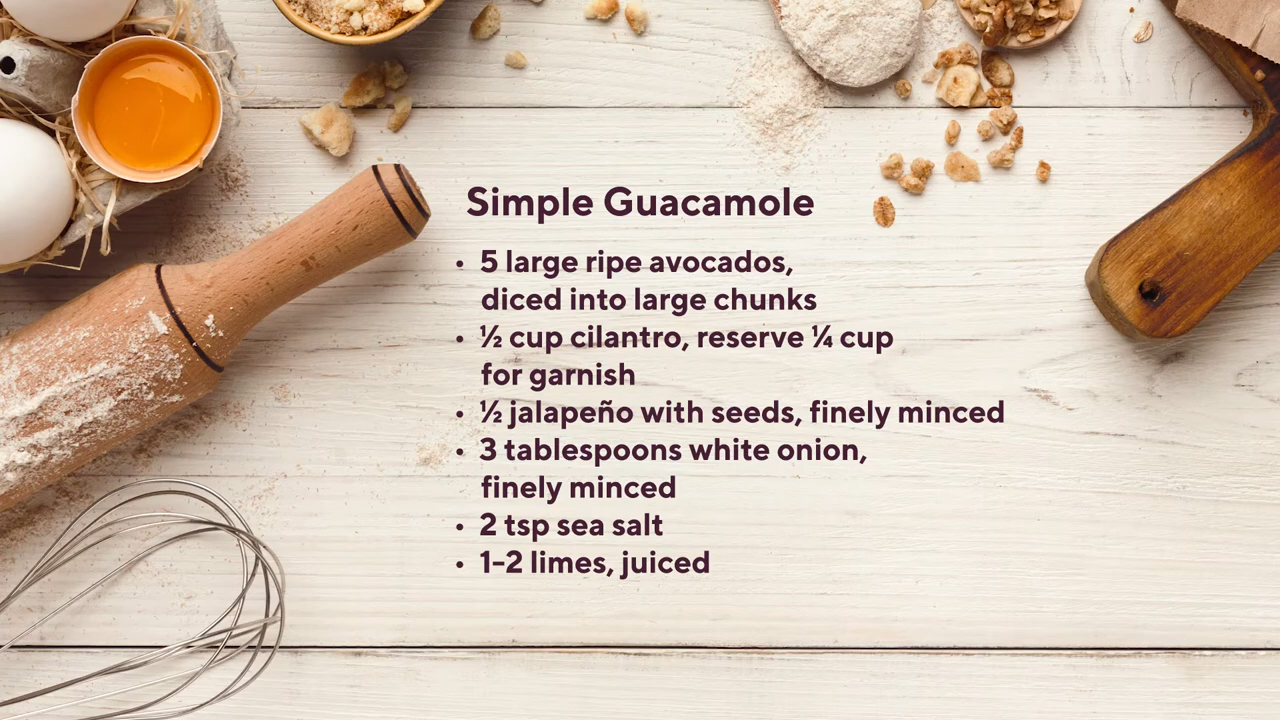 Simple Guacamole
• 5 large ripe avocados,
diced into large chunks
• ½ cup cilantro, reserve ¼ cup
for garnish
• ½ jalapeño with seeds, finely minced
• 3 tablespoons white onion,
finely minced
• 2 tsp sea salt
• 1-2 limes, juiced